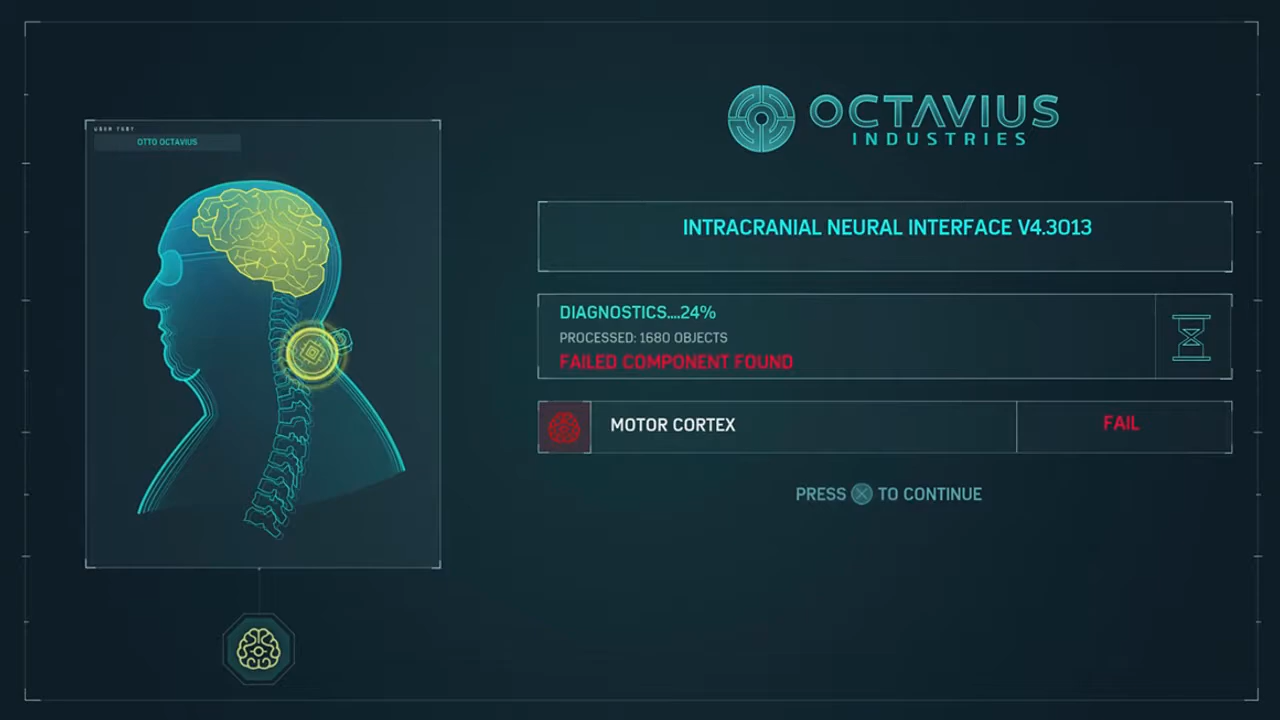 OTTO OCTAVIUS
OCTAVIUS
INDUSTRIES
INTRACRANIAL NEURAL INTERFACE V4.3013
DIAGNOSTICS....24%
PROCESSED: 1680 OBJECTS
FAILED COMPONENT FOUND
MOTOR CORTEX
FAIL
PRESS TO CONTINUE